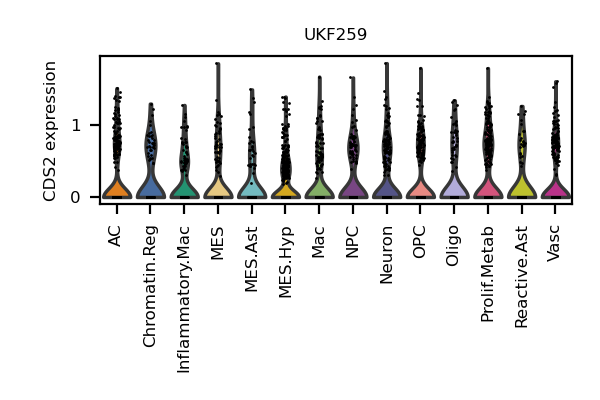 UKF259
CDS2 expression
1
0
AC
Chromatin.Reg
Inflammatory.Mac
MES
MES.Ast
MES.Hyp
Mac
NPC
Neuron
OPC
Oligo
Prolif.Metab
Reactive.Ast
Vasc